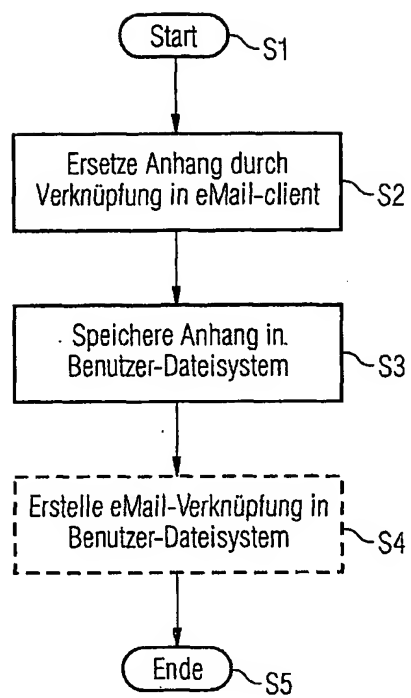 Start
S1
Ersetze Anhang durch
Verknüpfung in eMail-client
S2
Speichere Anhang in
Benutzer-Dateisystem
S3
Erstelle eMail-Verknüpfung in
Benutzer-Dateisystem
S4
Ende
S5